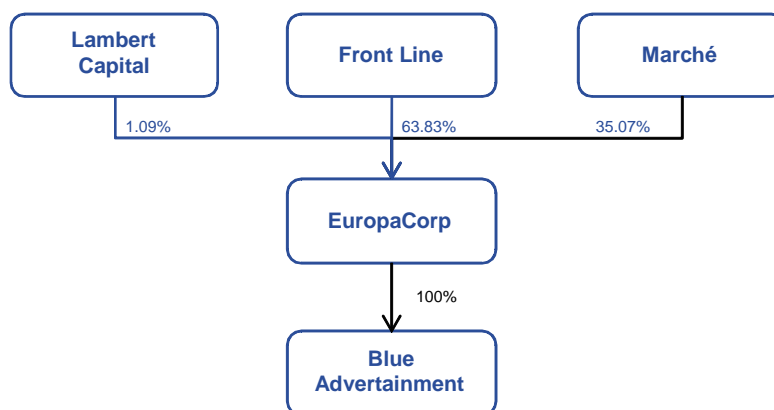 Lambert
Capital
Front Line
Marché
1.09%
63.83%
35.07%
EuropaCorp
100%
Blue
Advertainment